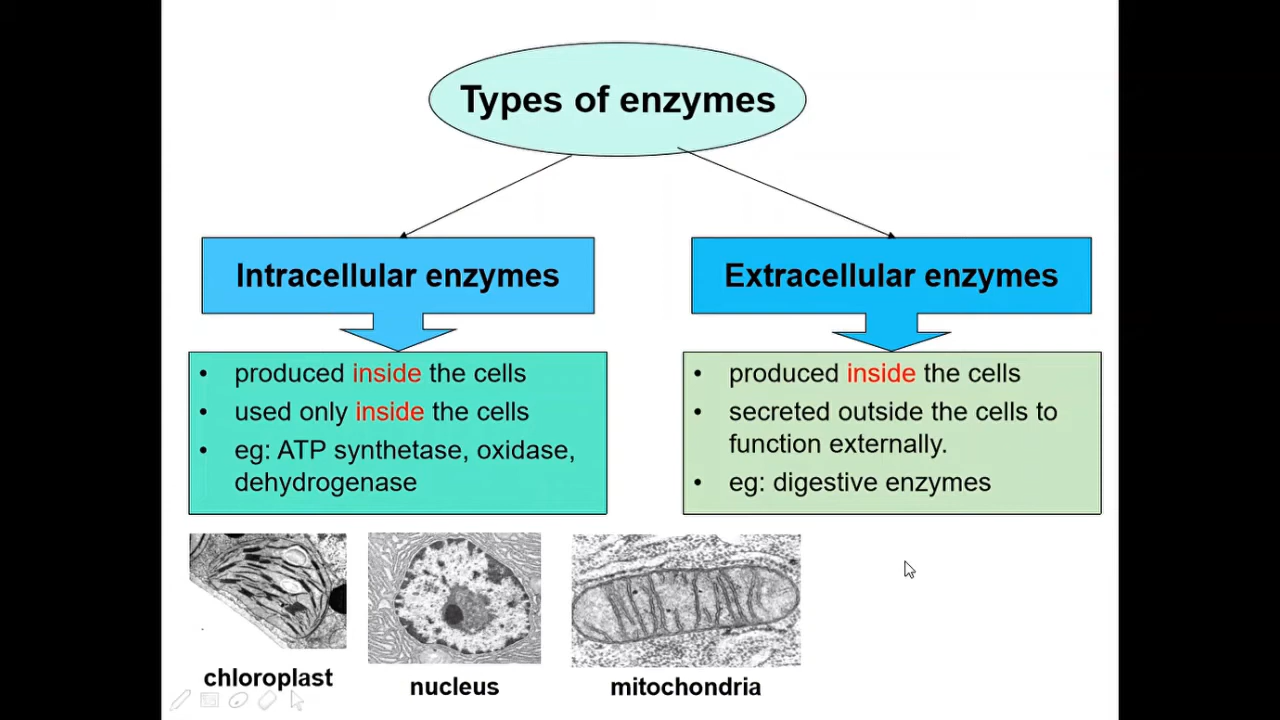 Types of enzymes
Intracellular enzymes
• produced inside the cells
• used only inside the cells
• eg: ATP synthetase, oxidase,
dehydrogenase
Extracellular enzymes
• produced inside the cells
• secreted outside the cells to
function externally.
• eg: digestive enzymes
chloroplast
nucleus
mitochondria